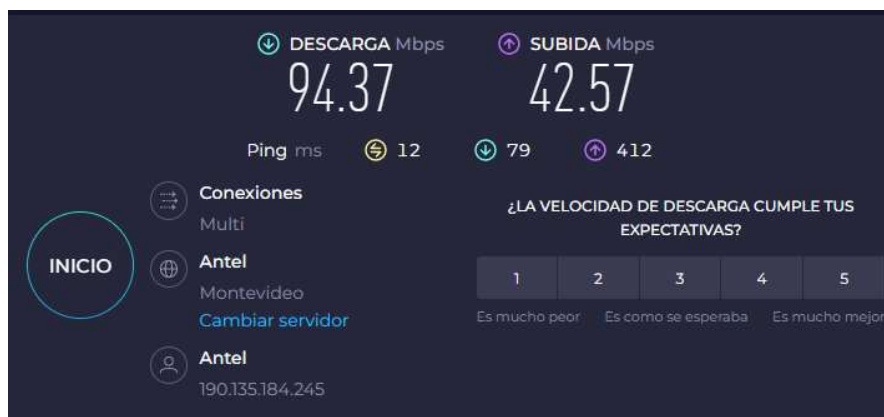 DESCARGA Mbps
94.37
SUBIDA Mbps
42.57
Ping ms 12 79 412
Conexiones
Multi
INICIO
Antel
Montevideo
Cambiar servidor
Antel
190.135.184.245
¿LA VELOCIDAD DE DESCARGA CUMPLE TUS
EXPECTATIVAS?
1 2 3 4 5
Es mucho peor Es como se esperaba Es mucho mejor